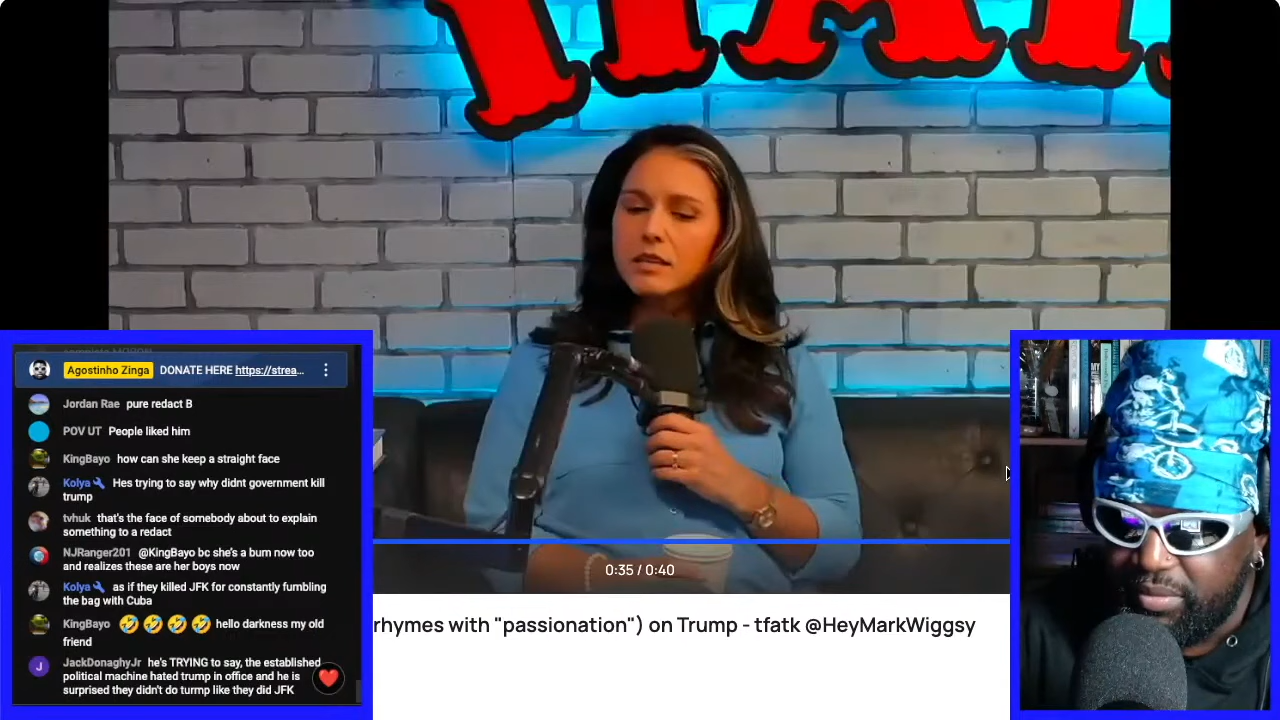 Agostinho Zinga DONATE HERE https://strea...
Jordan Rae pure redact B
POV UT People liked him
KingBayo how can she keep a straight face
Kolya Hes trying to say why didnt government kill
trump
tvhuk that's the face of somebody about to explain
something to a redact
NJRanger201 @KingBayo bc she's a bum now too
and realizes these are her boys now
Kolya as if they killed JFK for constantly fumbling
the bag with Cuba
KingBayo 🤣🤣🤣🤣 hello darkness my old
friend
J
JackDonaghyJr he's TRYING to say, the established
political machine hated trump in office and he is
surprised they didn't do turmp like they did JFK
0:35 / 0:40
rhymes with "passionation") on Trump - tfatk @HeyMarkWiggsy